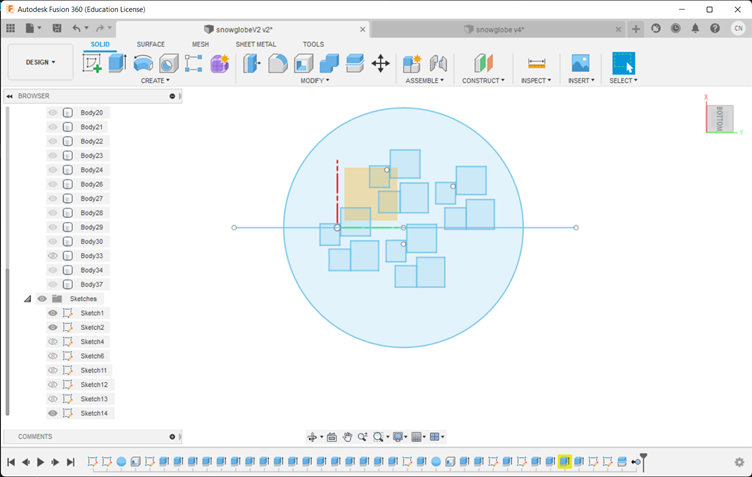 Autodesk Fusion 360 (Education License)
snowglobeV2 v2*
snowglobe v4*
CN
SOLID SURFACE MESH SHEET METAL TOOLS
DESIGN
CREATE MODIFY ASSEMBLE CONSTRUCT INSPECT INSERT SELECT
BROWSER
Body20
Body21
Body22
Body23
Body24
Body26
Body27
Body28
Body29
Body30
Body33
Body34
Body37
Sketches
Sketch1
Sketch2
Sketch4
Sketch6
Sketch11
Sketch12
Sketch13
Sketch14
X
BOTTOM
Y
COMMENTS